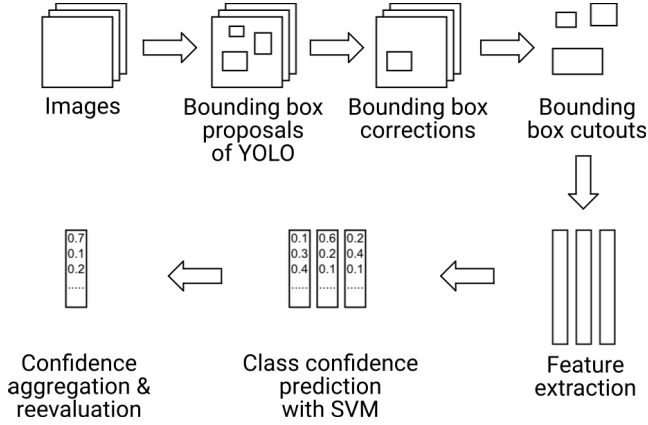 Images
Bounding box
proposals
of YOLO
Bounding box
corrections
Bounding
box cutouts
0.7
0.1
0.2
.....
0.1 0.6 0.2
0.3 0.2 0.4
0.4 0.1 0.1
..... ..... .....
Confidence
aggregation &
reevaluation
Class confidence
prediction
with SVM
Feature
extraction